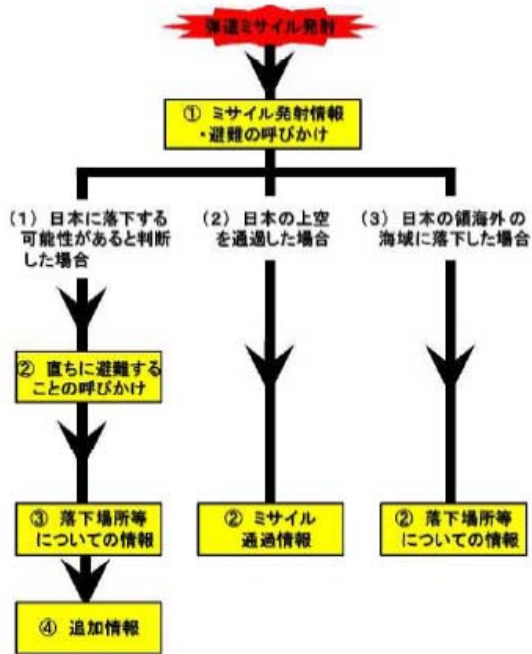 弾道ミサイル発射
① ミサイル発射情報
・避難の呼びかけ
(1) 日本に落下する
可能性があると判断
した場合
(2) 日本の上空
を通過した場合
(3) 日本の領海外の
海域に落下した場合
② 直ちに避難する
ことの呼びかけ
③ 落下場所等
についての情報
② ミサイル
通過情報
② 落下場所等
についての情報
④ 追加情報